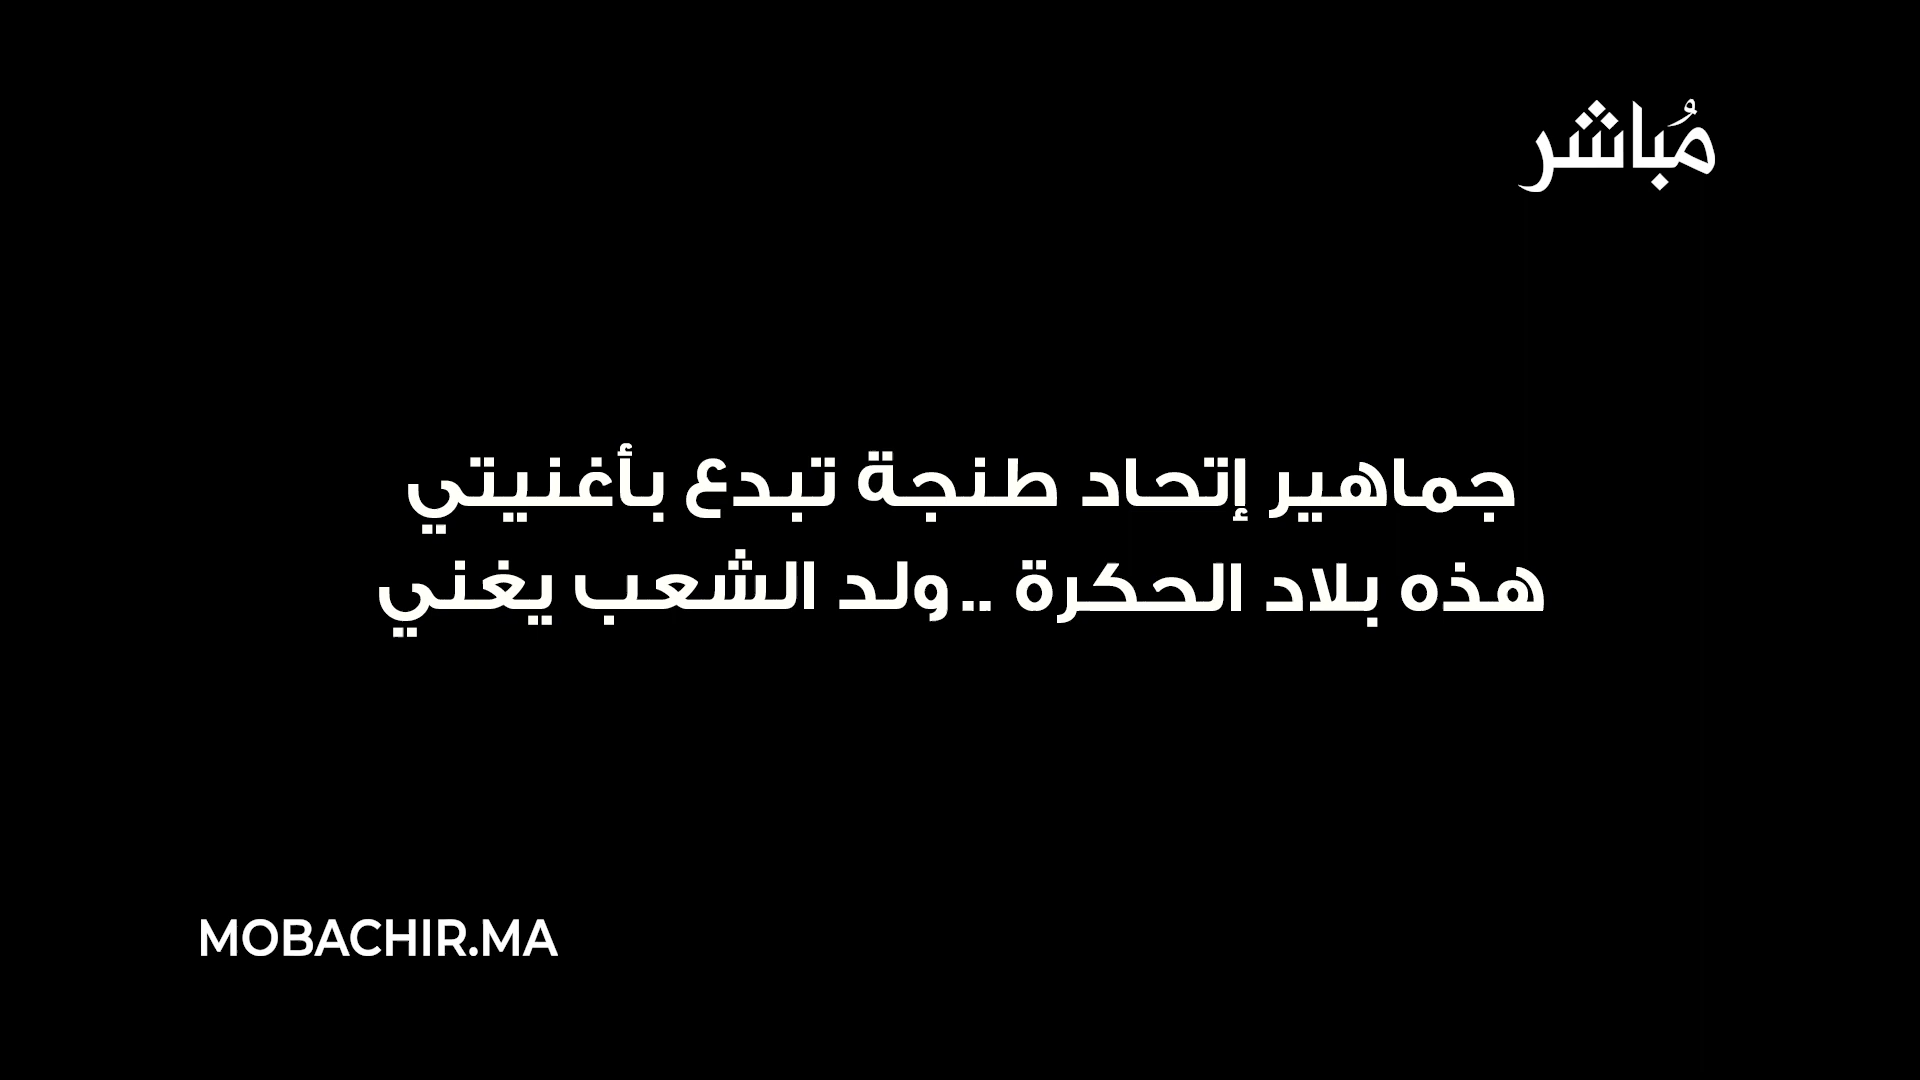 مُباشر
جماهير إتحاد طنجة تبدع بأغنيتي
هذه بلاد الحكرة .. ولد الشعب يغني
MOBACHIR.MA